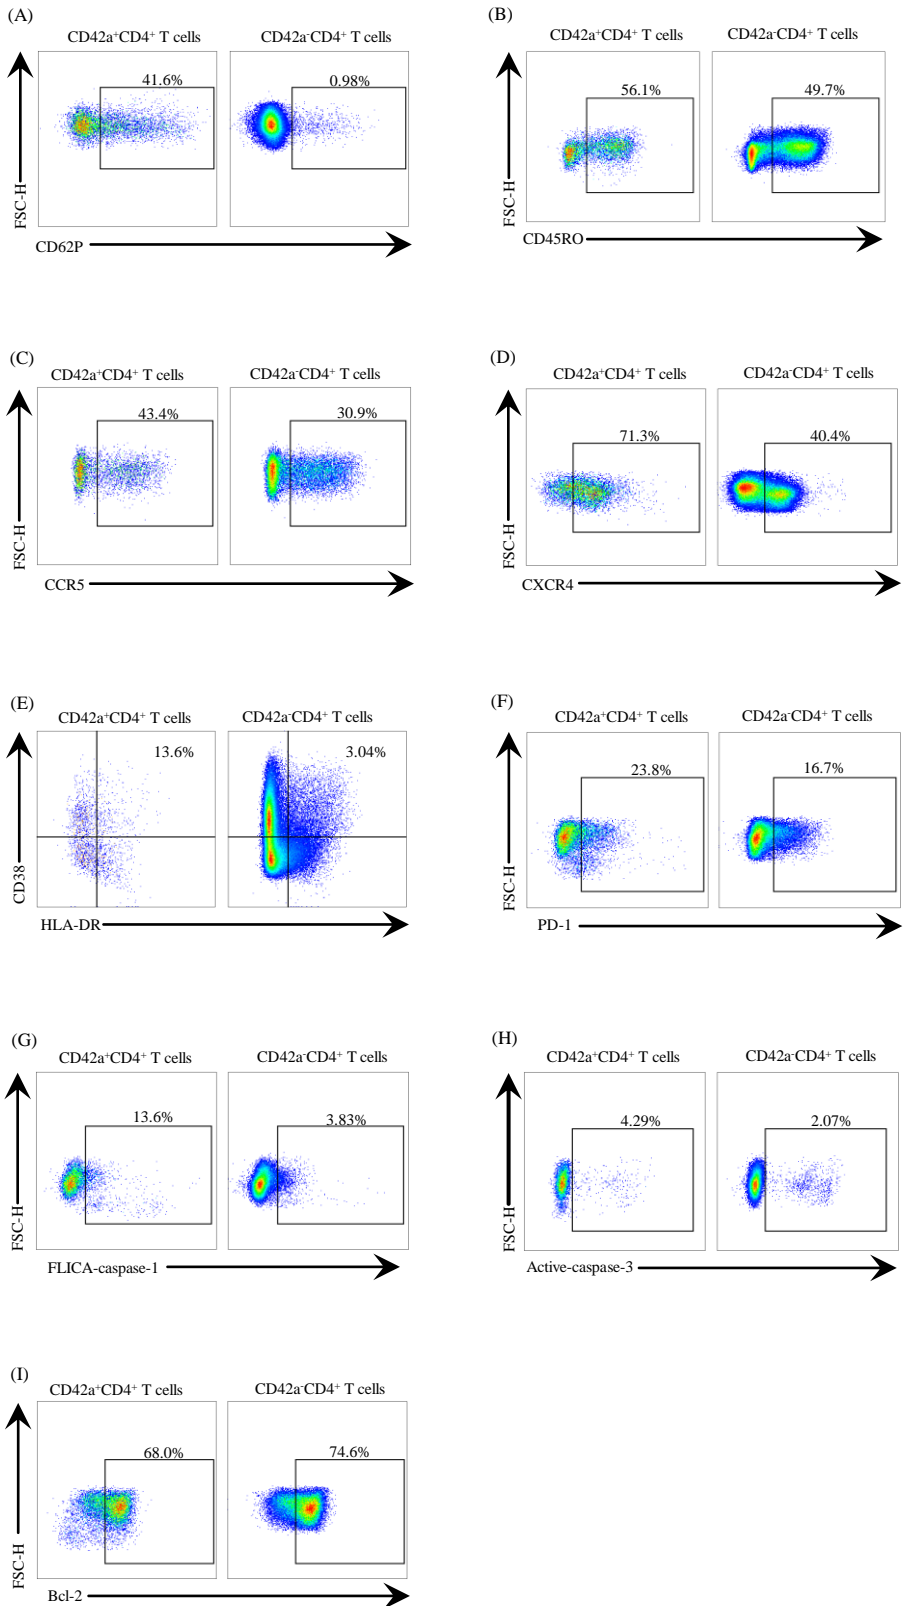 (A)
CD42a⁺CD4⁺ T cells
CD42a⁻CD4⁺ T cells
41.6%
0.98%
FSC-H
CD62P
(B)
CD42a⁺CD4⁺ T cells
CD42a⁻CD4⁺ T cells
56.1%
49.7%
FSC-H
CD45RO
(C)
CD42a⁺CD4⁺ T cells
CD42a⁻CD4⁺ T cells
43.4%
30.9%
FSC-H
CCR5
(D)
CD42a⁺CD4⁺ T cells
CD42a⁻CD4⁺ T cells
71.3%
40.4%
FSC-H
CXCR4
(E)
CD42a⁺CD4⁺ T cells
CD42a⁻CD4⁺ T cells
13.6%
3.04%
CD38
HLA-DR
(F)
CD42a⁺CD4⁺ T cells
CD42a⁻CD4⁺ T cells
23.8%
16.7%
FSC-H
PD-1
(G)
CD42a⁺CD4⁺ T cells
CD42a⁻CD4⁺ T cells
13.6%
3.83%
FSC-H
FLICA-caspase-1
(H)
CD42a⁺CD4⁺ T cells
CD42a⁻CD4⁺ T cells
4.29%
2.07%
FSC-H
Active-caspase-3
(I)
CD42a⁺CD4⁺ T cells
CD42a⁻CD4⁺ T cells
68.0%
74.6%
FSC-H
Bcl-2